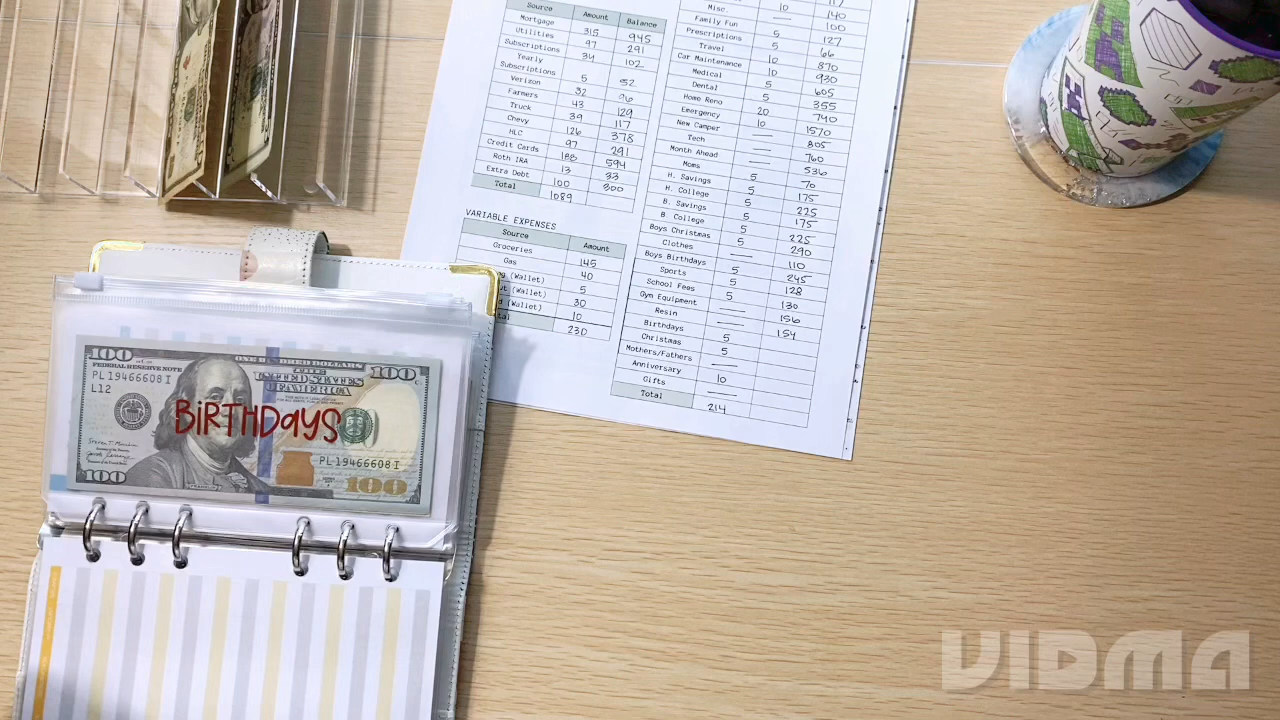 Source Amount Balance
Mortgage 315 945
Utilities 97 291
Subscriptions 34 102
Yearly Subscriptions 5 52
Verizon 32 96
Farmers 43 129
Truck 39 117
Chevy 126 378
HLC 97 291
Credit Cards 594
Roth IRA 13 33
Extra Debt 100 300
Total 1089
VARIABLE EXPENSES
Source Amount
Groceries 145
Gas 40
(Wallet) 5
(Wallet) 30
(Wallet) 10
230
117
10 140
Misc. — 100
Family Fun 5 127
Prescriptions 5 66
Travel 10 870
Car Maintenance 10 930
Medical 5 605
Dental 5 355
Home Reno 20 740
Emergency 10 1570
New Camper — 805
Tech — 760
Month Ahead — 536
Moms 5 70
H. Savings 5 175
H. College 5 225
B. Savings 5 175
B. College 5 225
Boys Christmas 5 290
Clothes — 110
Boys Birthdays 5 245
Sports — 128
School Fees 5 130
Gym Equipment — 156
Resin — 154
Birthdays 5
Christmas 5
Mothers/Fathers —
Anniversary 10
Gifts —
Total 214
100 ONE HUNDRED DOLLARS 100
FEDERAL RESERVE NOTE
THE
UNITED STATES
OF AMERICA
PL 19466608 I
L12
BiRTHDAyS
PL 19466608 I
FRANKLIN
100 100
VIDMA